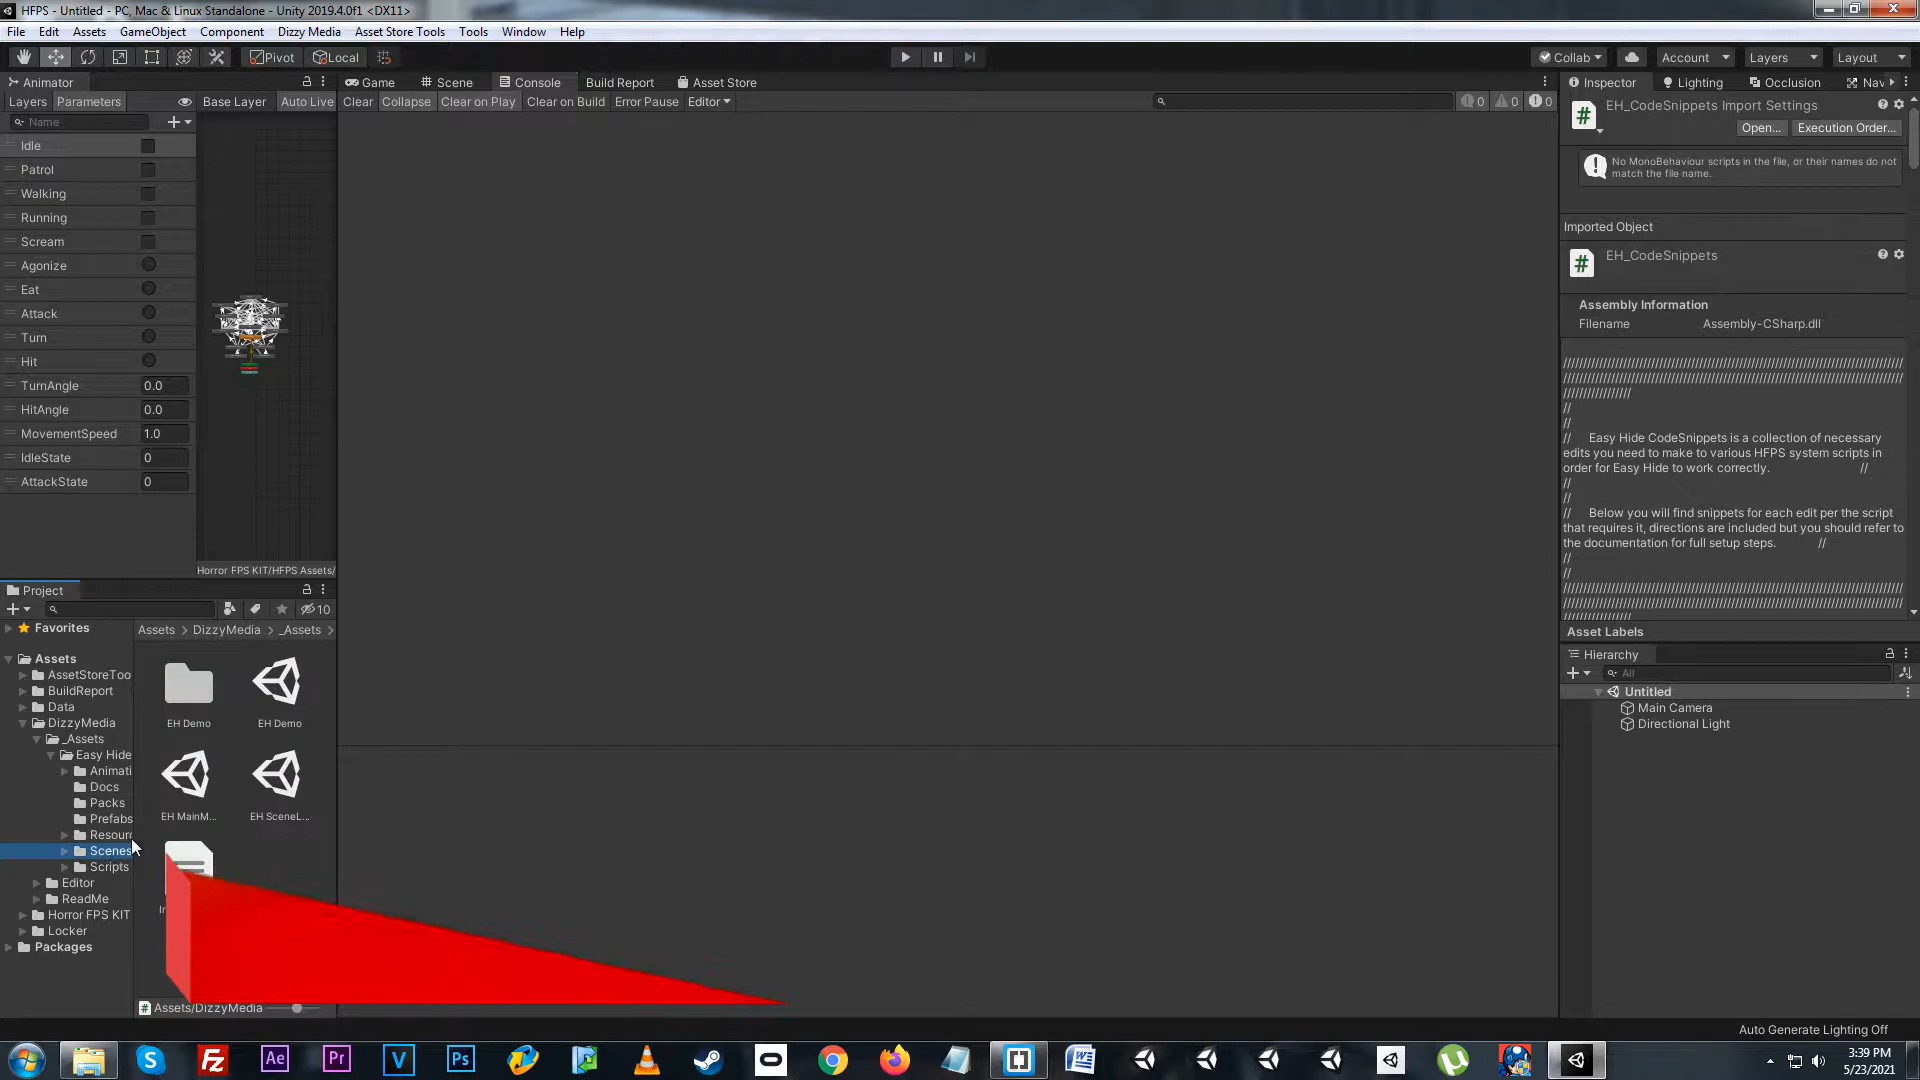 HFPS - Untitled - PC, Mac & Linux Standalone - Unity 2019.4.0f1 <DX11>
File Edit Assets GameObject Component Dizzy Media Asset Store Tools Tools Window Help
Pivot Local Collab Account Layers Layout
Animator
Game Scene Console Build Report Asset Store
Inspector Lighting Occlusion Nav
Layers Parameters Base Layer Auto Live
Clear Collapse Clear on Play Clear on Build Error Pause Editor 0 0 0
Name
Idle
Patrol
Walking
Running
Scream
Agonize
Eat
Attack
Turn
Hit
TurnAngle 0.0
HitAngle 0.0
MovementSpeed 1.0
IdleState 0
AttackState 0
Horror FPS KIT/HFPS Assets/
EH_CodeSnippets Import Settings
Open... Execution Order...
No MonoBehaviour scripts in the file, or their names do not
match the file name.
Imported Object
EH_CodeSnippets
Assembly Information
Filename Assembly-CSharp.dll
// Easy Hide CodeSnippets is a collection of necessary
edits you need to make to various HFPS system scripts in
order for Easy Hide to work correctly. //
//
//
// Below you will find snippets for each edit per the script
that requires it, directions are included but you should refer to
the documentation for full setup steps. //
//
//
Asset Labels
Hierarchy
All
Untitled
Main Camera
Directional Light
Project
10
Favorites
Assets
AssetStoreToo
BuildReport
Data
DizzyMedia
_Assets
Easy Hide
Animati
Docs
Packs
Prefabs
Resourc
Scenes
Scripts
Editor
ReadMe
Horror FPS KIT
Locker
Packages
Assets > DizzyMedia > _Assets >
EH Demo
EH Demo
EH MainM...
EH SceneL...
Assets/DizzyMedia
Auto Generate Lighting Off
3:39 PM
5/23/2021